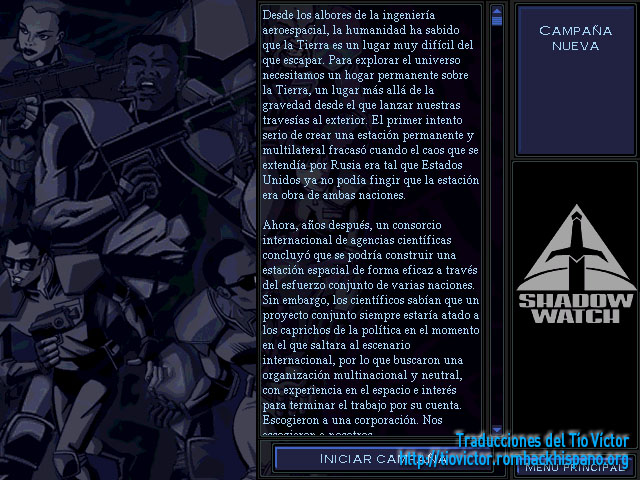 Desde los albores de la ingeniería
aeroespacial, la humanidad ha sabido
que la Tierra es un lugar muy difícil del
que escapar. Para explorar el universo
necesitamos un hogar permanente sobre
la Tierra, un lugar más allá de la
gravedad desde el que lanzar nuestras
travesías al exterior. El primer intento
serio de crear una estación permanente y
multilateral fracasó cuando el caos que se
extendía por Rusia era tal que Estados
Unidos ya no podía fingir que la estación
era obra de ambas naciones.
Ahora, años después, un consorcio
internacional de agencias científicas
concluyó que se podría construir una
estación espacial de forma eficaz a través
del esfuerzo conjunto de varias naciones.
Sin embargo, los científicos sabían que un
proyecto conjunto siempre estaría atado a
los caprichos de la política en el momento
en el que saltara al escenario
internacional, por lo que buscaron una
organización multinacional y neutral,
con experiencia en el espacio e interés
para terminar el trabajo por su cuenta.
Escogieron a una corporación. Nos
escogieron a nosotros.
INICIAR CAMPAÑA
CAMPAÑA
NUEVA
SHADOW
WATCH
MENÚ PRINCIPAL
Traducciones del Tío Víctor
http://tiovictor.romhackhispano.org